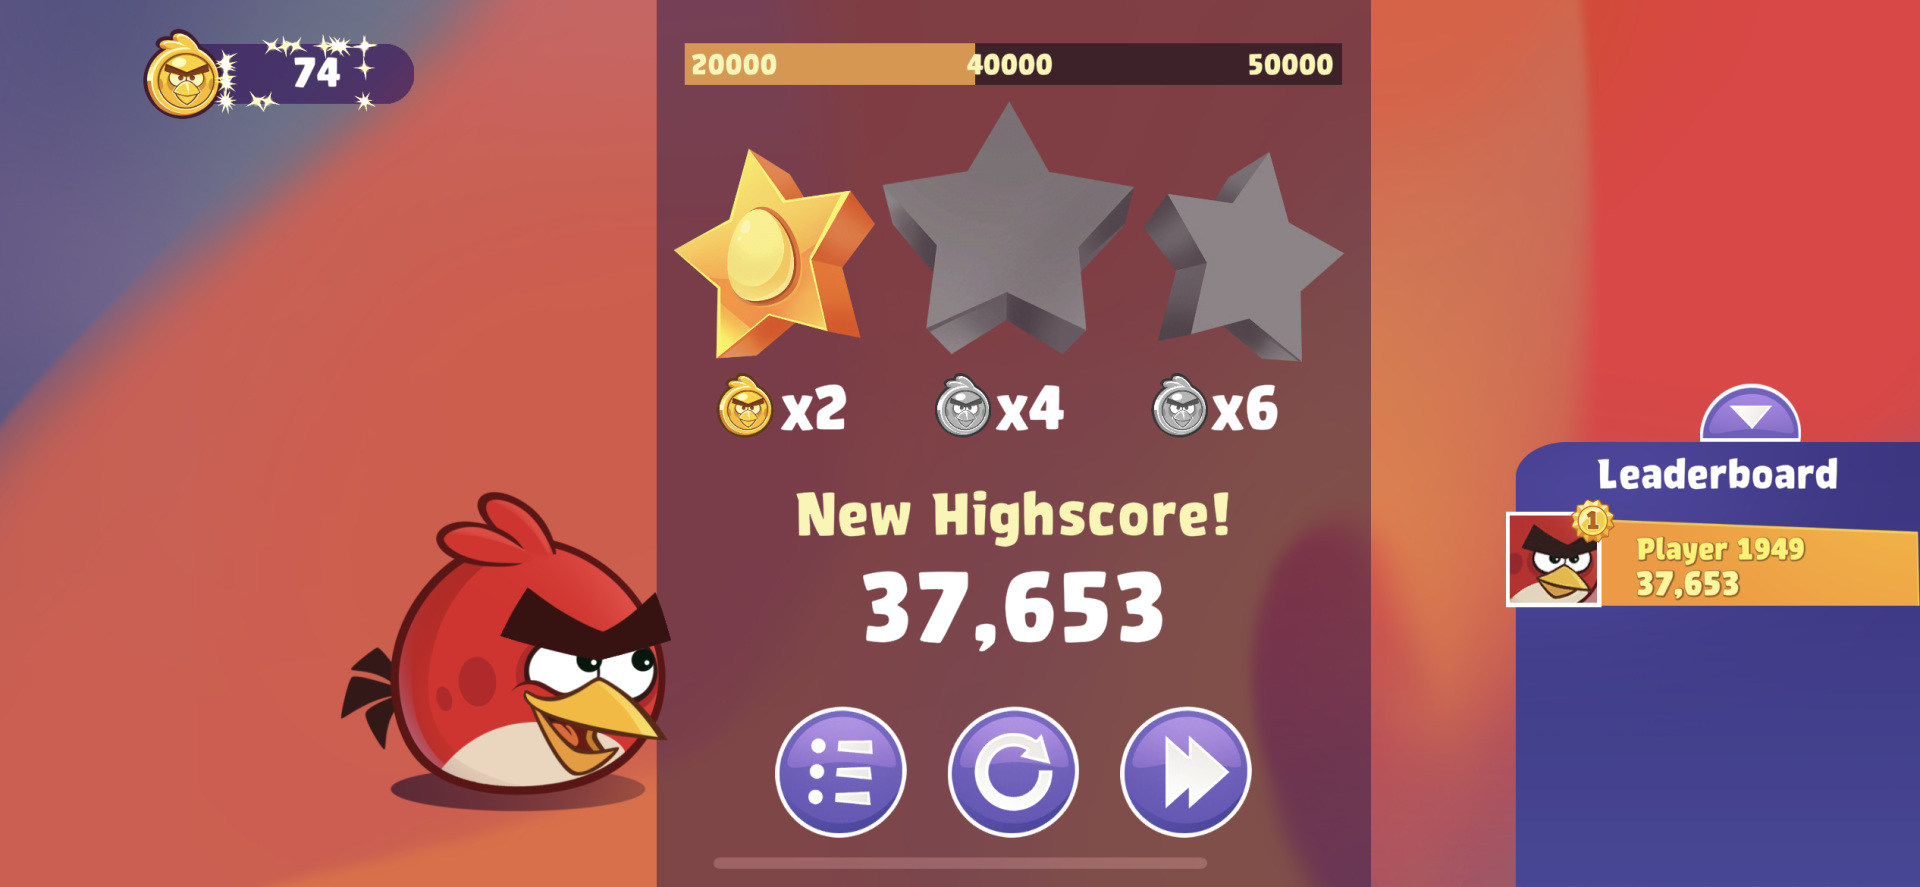 74
20000 40000 50000
x2 x4 x6
New Highscore!
37,653
Leaderboard
1
Player 1949
37,653